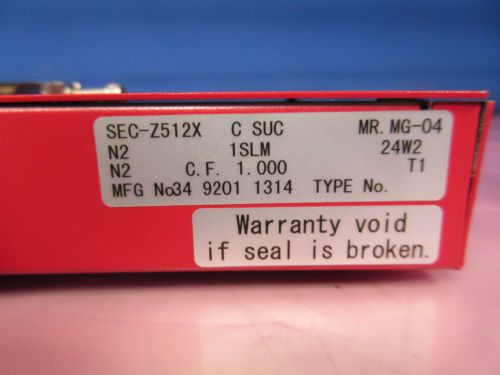 SEC-Z512X C SUC MR. MG-04
N2 1SLM 24W2
N2 C.F. 1.000 T1
MFG No34 9201 1314 TYPE No.
Warranty void
if seal is broken.